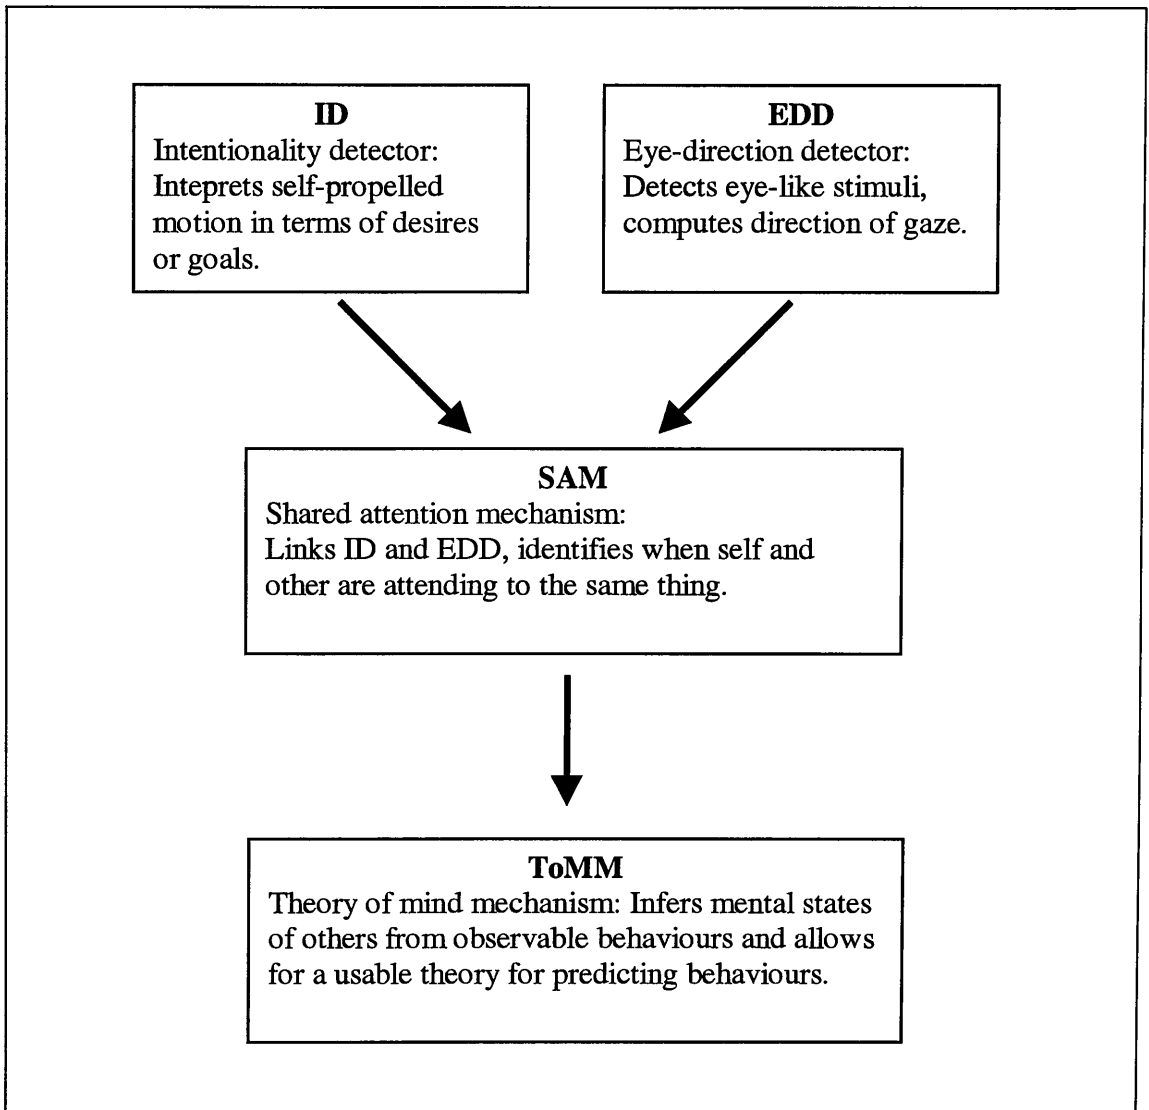 ID
Intentionality detector:
Inteprets self-propelled
motion in terms of desires
or goals.
EDD
Eye-direction detector:
Detects eye-like stimuli,
computes direction of gaze.
SAM
Shared attention mechanism:
Links ID and EDD, identifies when self and
other are attending to the same thing.
ToMM
Theory of mind mechanism: Infers mental states
of others from observable behaviours and allows
for a usable theory for predicting behaviours.